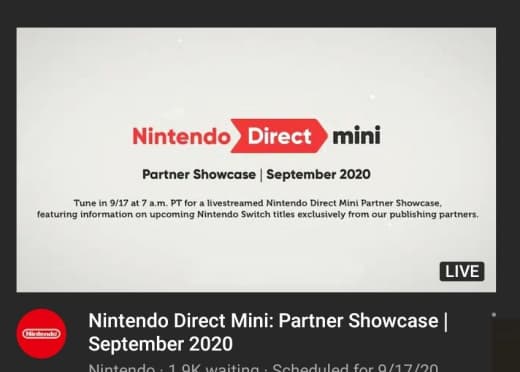 Nintendo Direct mini
Partner Showcase | September 2020
Tune in 9/17 at 7 a.m. PT for a livestreamed Nintendo Direct Mini Partner Showcase,
featuring information on upcoming Nintendo Switch titles exclusively from our publishing partners.
LIVE
Nintendo
Nintendo Direct Mini: Partner Showcase |
September 2020
Nintendo · 1.9K waiting · Scheduled for 9/17/20